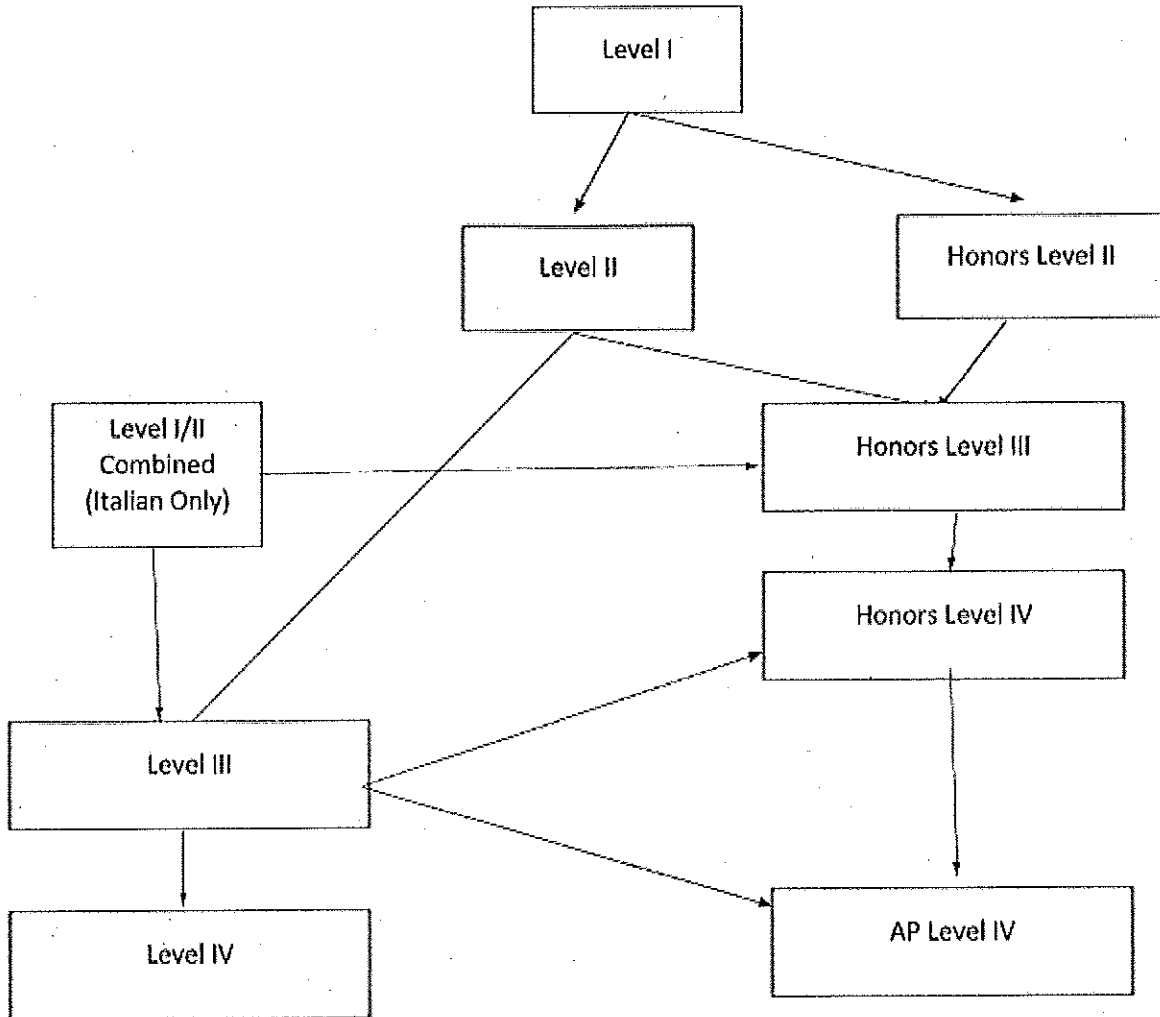 Level I
Level II
Honors Level II
Level I/II
Combined
(Italian Only)
Honors Level III
Honors Level IV
Level III
Level IV
AP Level IV